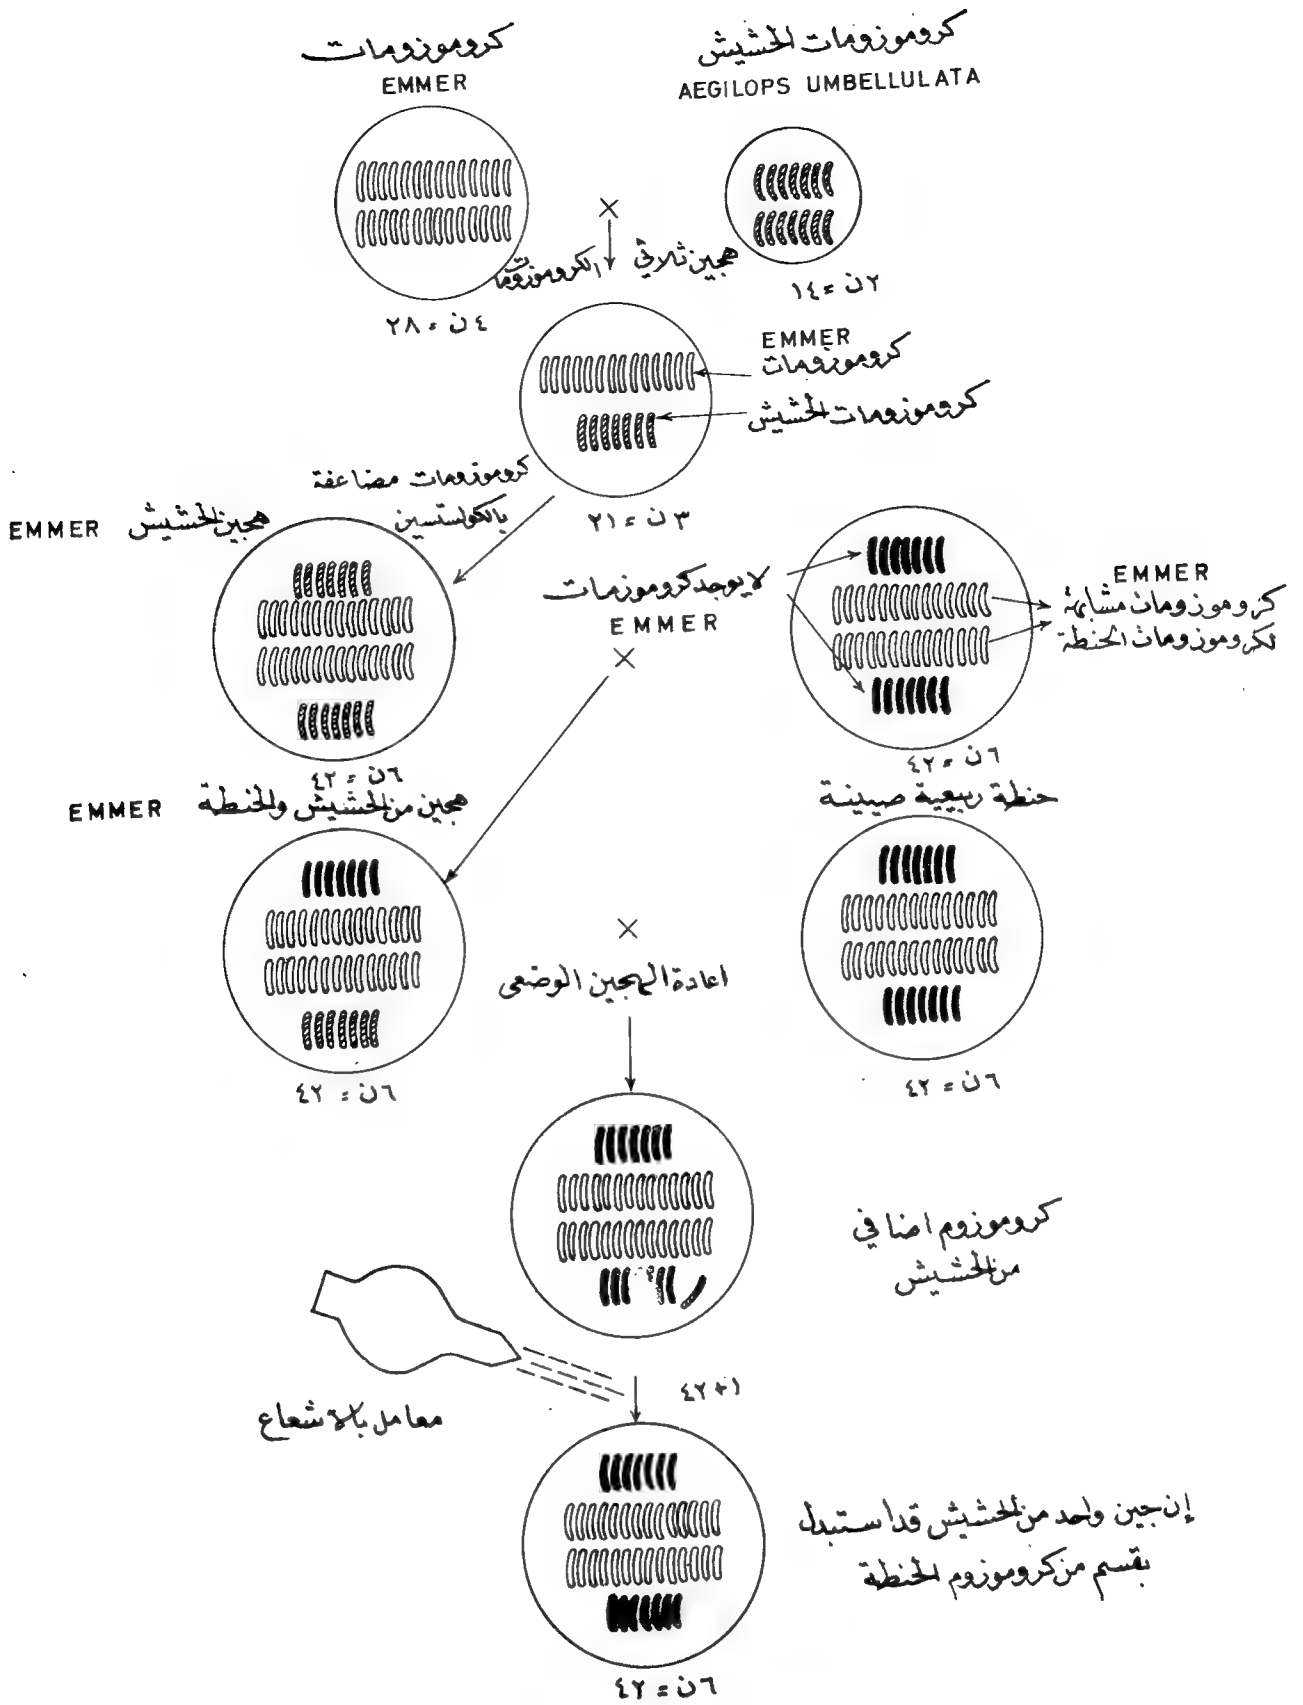 كروموزومات الحشيش
AEGILOPS UMBELLULATA
كروموزومات
EMMER
٢ن = ١٤
٤ن = ٢٨
هجين ثلاثي الكروموزومات
EMMER
كروموزومات
كروموزومات الحشيش
٣ن = ٢١
كروموزومات مضاعفة
بالكولستسين
هجين الحشيش EMMER
٦ن = ٤٢
لا يوجد كروموزمات
EMMER
EMMER
كروموزومات مشابهة
لكروموزومات الحنطة
٦ن = ٤٢
حنطة ربيعية صينية
هجين من الحشيش والحنطة EMMER
٦ن = ٤٢
٦ن = ٤٢
اعادة الهجين الوضعى
كروموزوم اضافي
من الحشيش
٤٢+١
معامل بالاشعاع
إن جين واحد من الحشيش قد استبدل
بقسم من كروموزوم الحنطة
٦ن = ٤٢